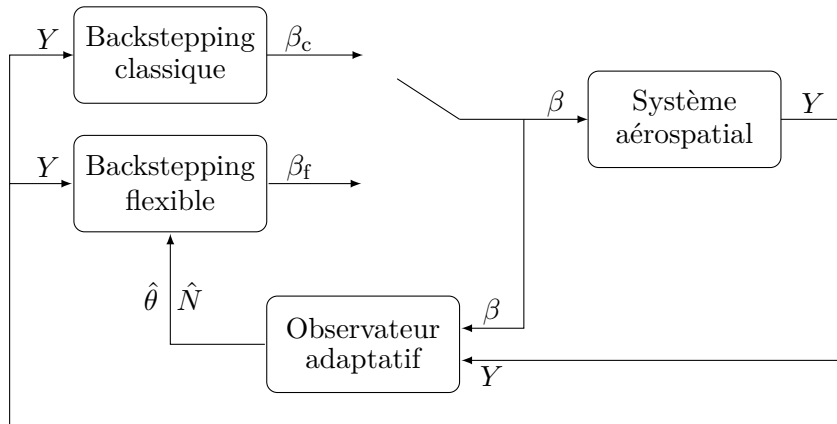 Y
Backstepping
classique
β_c
β
Système
aérospatial
Y
Y
Backstepping
flexible
β_f
θ̂ N̂
Observateur
adaptatif
β
Y